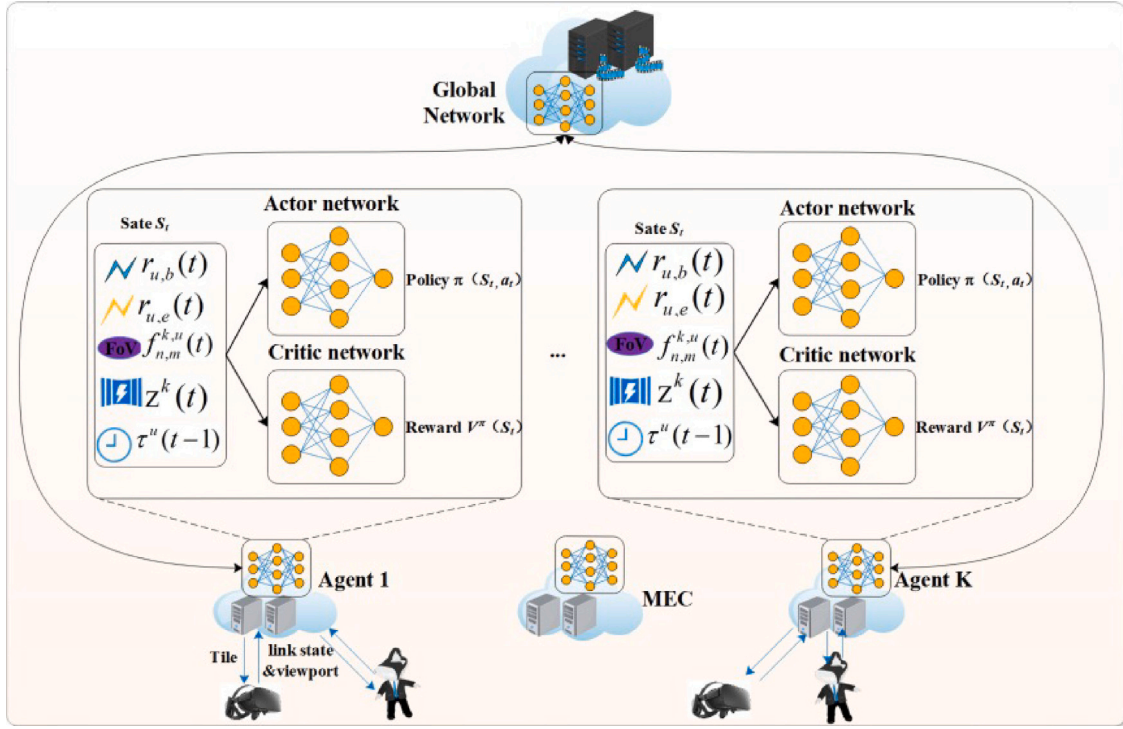 Global
Network
Actor network
Sate S_t
r_{u,b}(t)
r_{u,e}(t)
FoV f_{n,m}^{k,u}(t)
z^k(t)
τ^u(t−1)
Policy π (S_t, a_t)
Critic network
Reward V^π (S_t)
...
Actor network
Sate S_t
r_{u,b}(t)
r_{u,e}(t)
FoV f_{n,m}^{k,u}(t)
z^k(t)
τ^u(t−1)
Policy π (S_t, a_t)
Critic network
Reward V^π (S_t)
Agent 1
MEC
Agent K
Tile
link state
&viewport